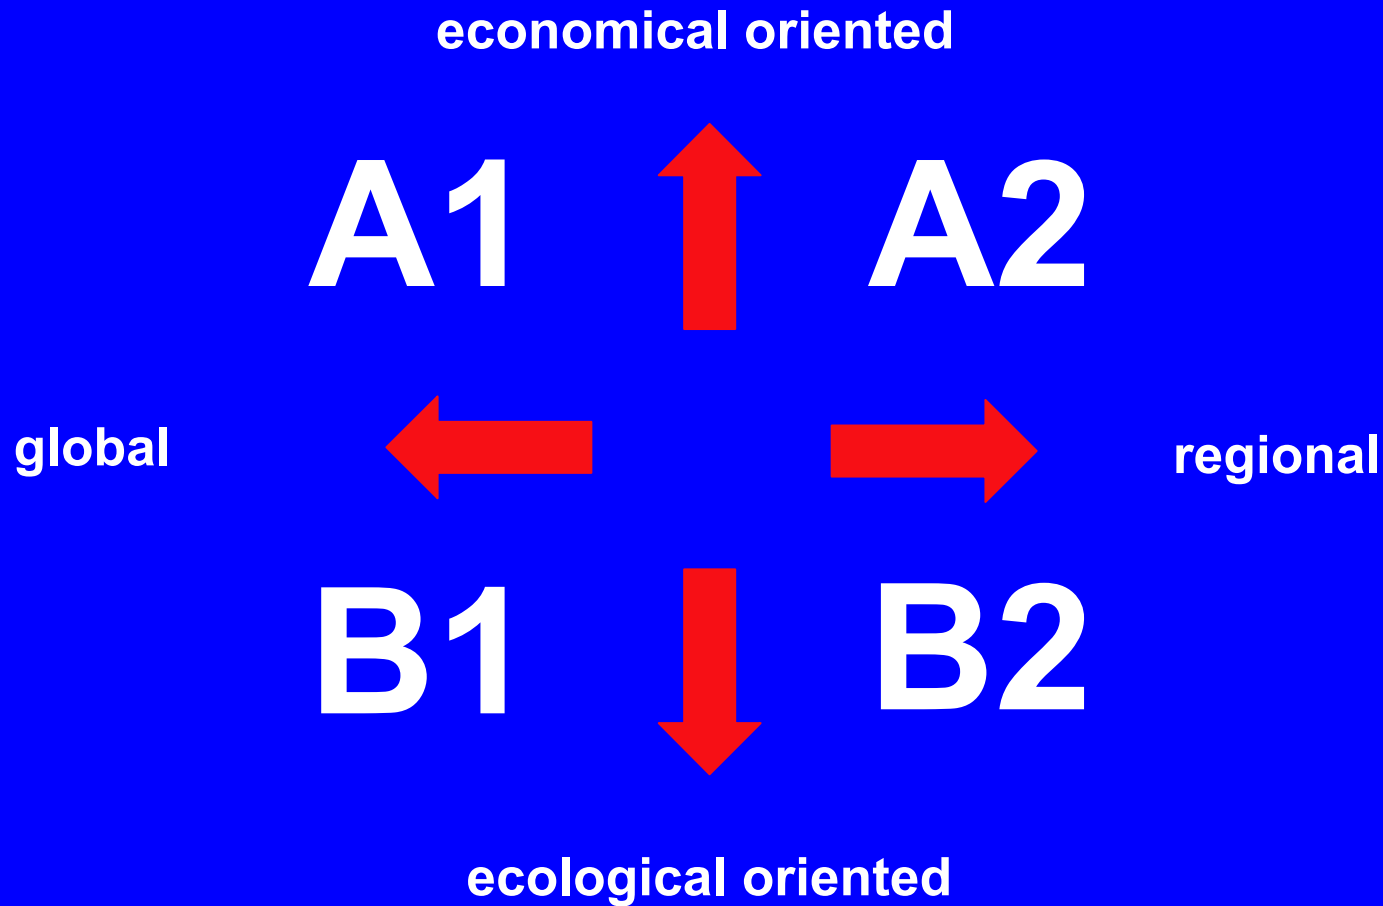 economical oriented
A1 A2
global regional
B1 B2
ecological oriented